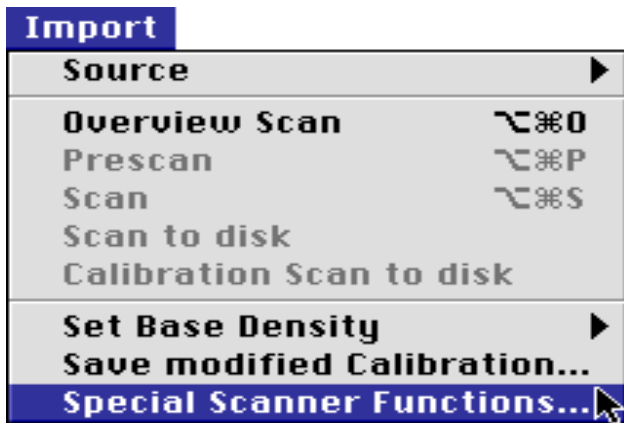 Import
Source
Overview Scan ⌥⌘O
Prescan ⌥⌘P
Scan ⌥⌘S
Scan to disk
Calibration Scan to disk
Set Base Density
Save modified Calibration...
Special Scanner Functions...